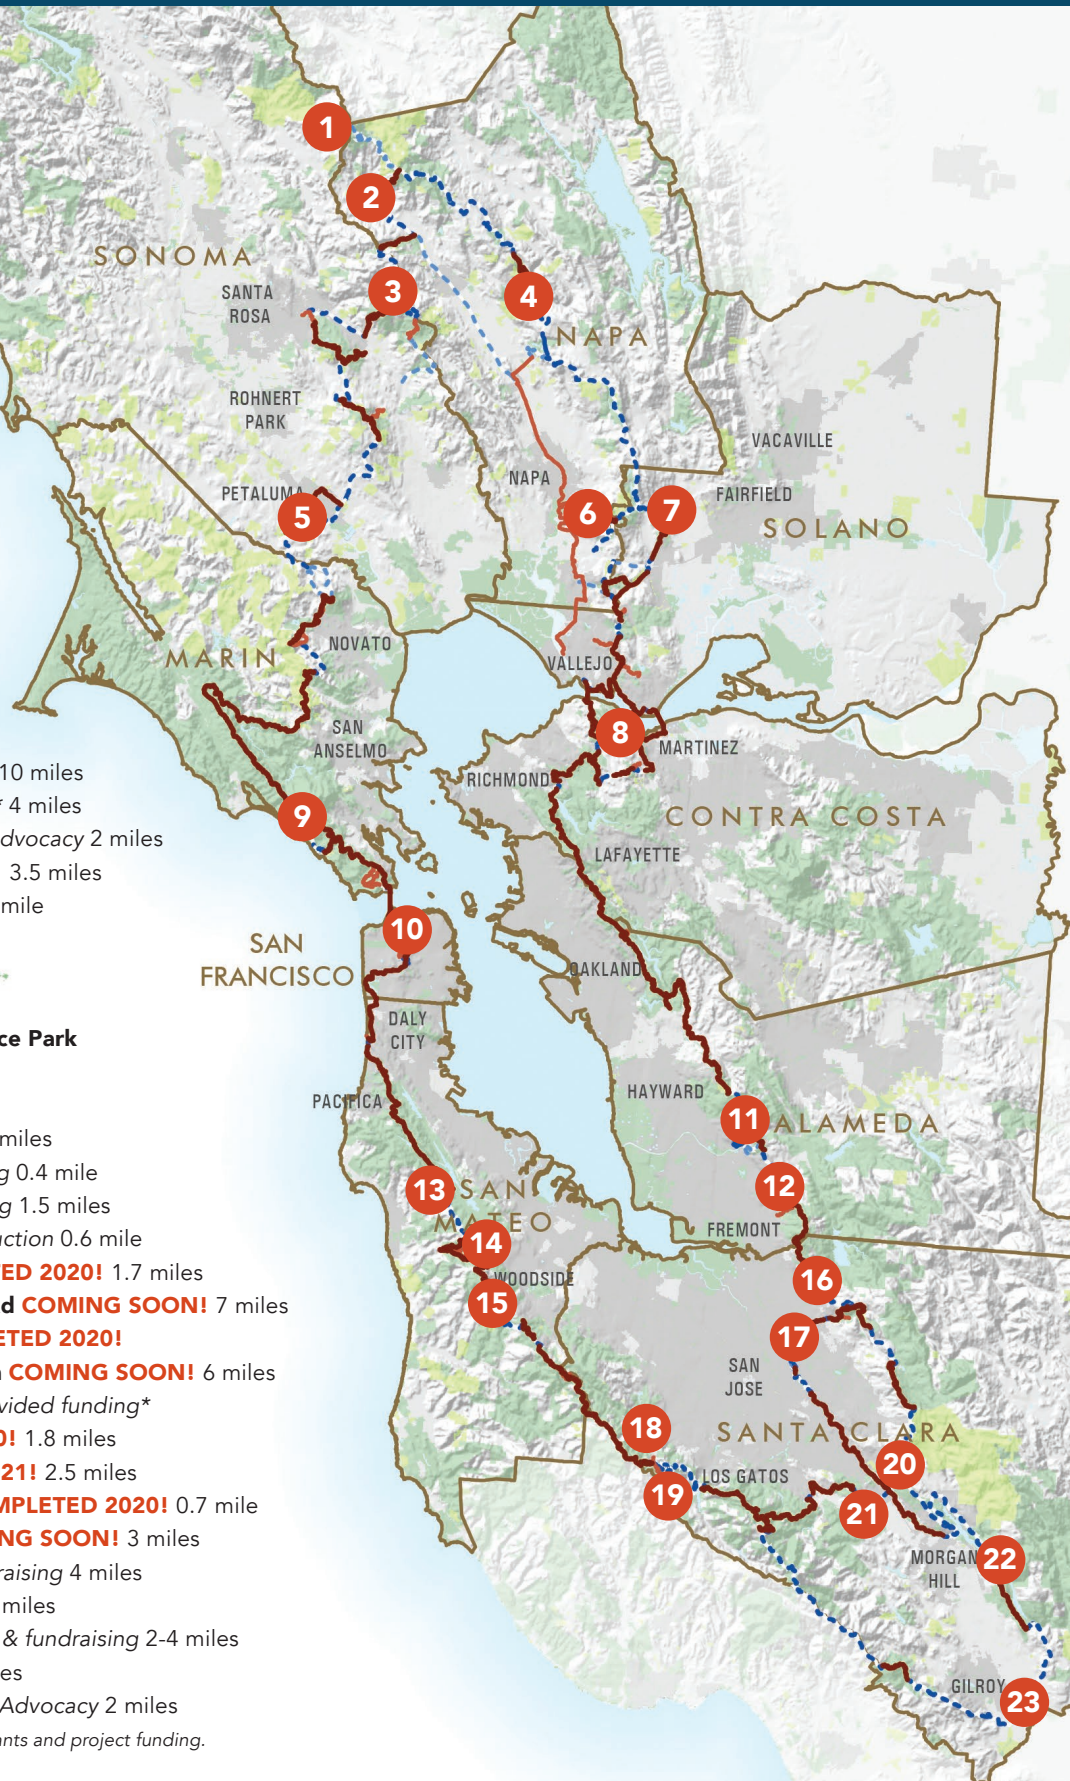 1
2
SONOMA
SANTA
ROSA
3
4
NAPA
ROHNERT
PARK
VACAVILLE
NAPA
PETALUMA
5
6
7
FAIRFIELD
SOLANO
NOVATO
MARIN
VALLEJO
SAN
ANSELMO
8
MARTINEZ
RICHMOND
9
CONTRA COSTA
LAFAYETTE
10
SAN
FRANCISCO
OAKLAND
DALY
CITY
PACIFICA
HAYWARD
11
ALAMEDA
12
13
SAN
MATEO
FREMONT
14
WOODSIDE
15
16
17
SAN
JOSE
18
SANTA CLARA
20
LOS GATOS
19
21
MORGAN
HILL
22
GILROY
23
10 miles
* 4 miles
dvocacy 2 miles
3.5 miles
mile
ce Park
miles
g 0.4 mile
g 1.5 miles
uction 0.6 mile
TED 2020! 1.7 miles
d COMING SOON! 7 miles
ETED 2020!
n COMING SOON! 6 miles
vided funding*
0! 1.8 miles
21! 2.5 miles
MPLETED 2020! 0.7 mile
NG SOON! 3 miles
raising 4 miles
miles
& fundraising 2-4 miles
es
Advocacy 2 miles
ants and project funding.